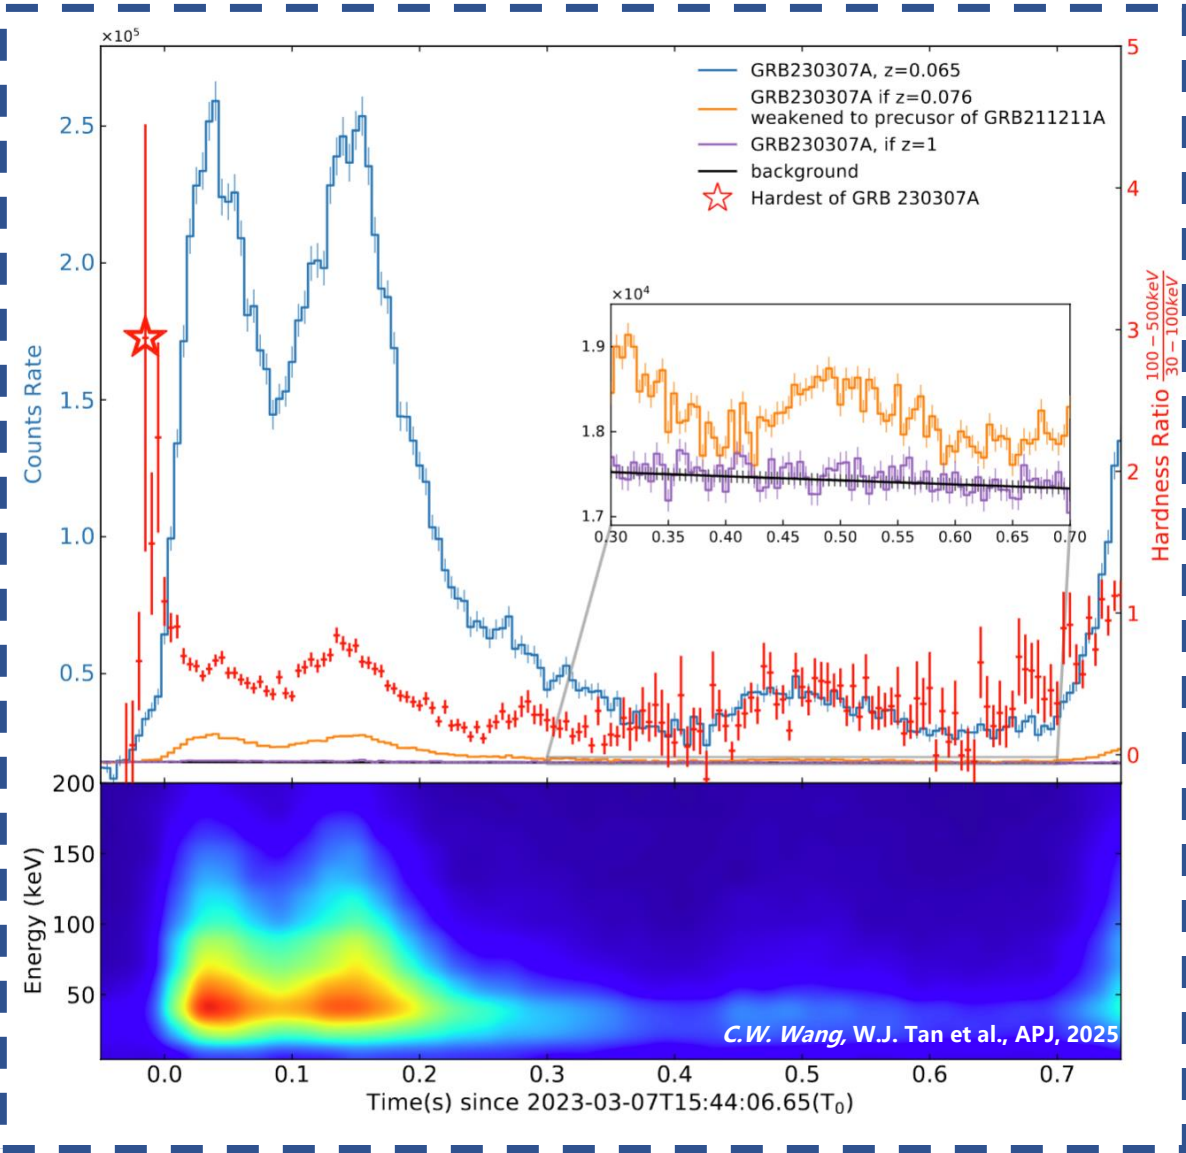 ×10⁵
GRB230307A, z=0.065
GRB230307A if z=0.076
weakened to precusor of GRB211211A
GRB230307A, if z=1
background
Hardest of GRB 230307A
5
4
3
2
1
0
Hardness Ratio 100−500keV / 30−100keV
2.5
2.0
1.5
1.0
0.5
Counts Rate
×10⁴
1.9
1.8
1.7
0.30 0.35 0.40 0.45 0.50 0.55 0.60 0.65 0.70
200
150
100
50
Energy (keV)
C.W. Wang, W.J. Tan et al., APJ, 2025
0.0 0.1 0.2 0.3 0.4 0.5 0.6 0.7
Time(s) since 2023-03-07T15:44:06.65(T₀)